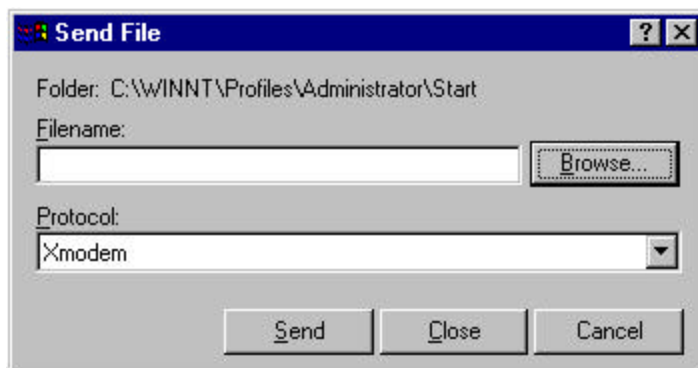 Send File
Folder: C:\WINNT\Profiles\Administrator\Start
Filename:
Browse...
Protocol:
Xmodem
Send Close Cancel